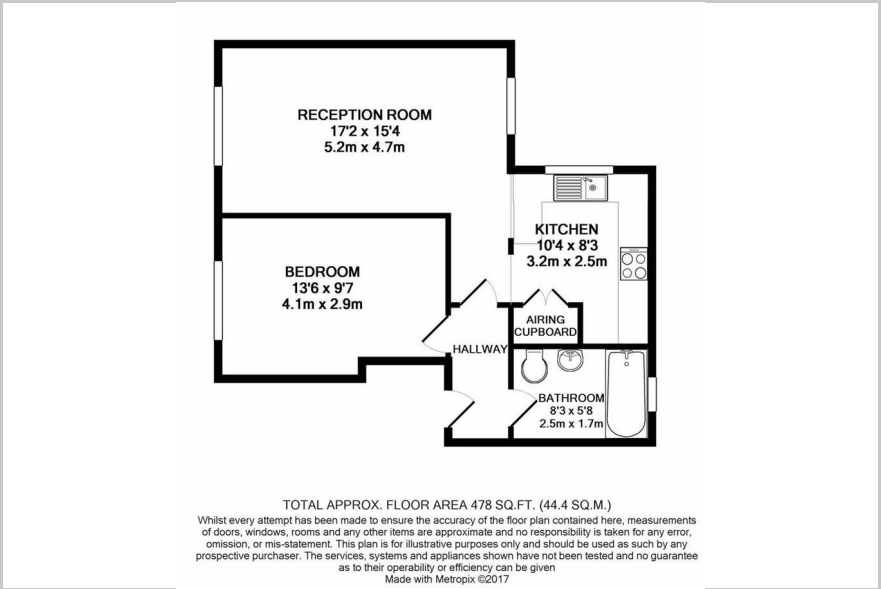 RECEPTION ROOM
17'2 x 15'4
5.2m x 4.7m
KITCHEN
10'4 x 8'3
3.2m x 2.5m
BEDROOM
13'6 x 9'7
4.1m x 2.9m
AIRING
CUPBOARD
HALLWAY
BATHROOM
8'3 x 5'8
2.5m x 1.7m
TOTAL APPROX. FLOOR AREA 478 SQ.FT. (44.4 SQ.M.)
Whilst every attempt has been made to ensure the accuracy of the floor plan contained here, measurements
of doors, windows, rooms and any other items are approximate and no responsibility is taken for any error,
omission, or mis-statement. This plan is for illustrative purposes only and should be used as such by any
prospective purchaser. The services, systems and appliances shown have not been tested and no guarantee
as to their operability or efficiency can be given
Made with Metropix ©2017